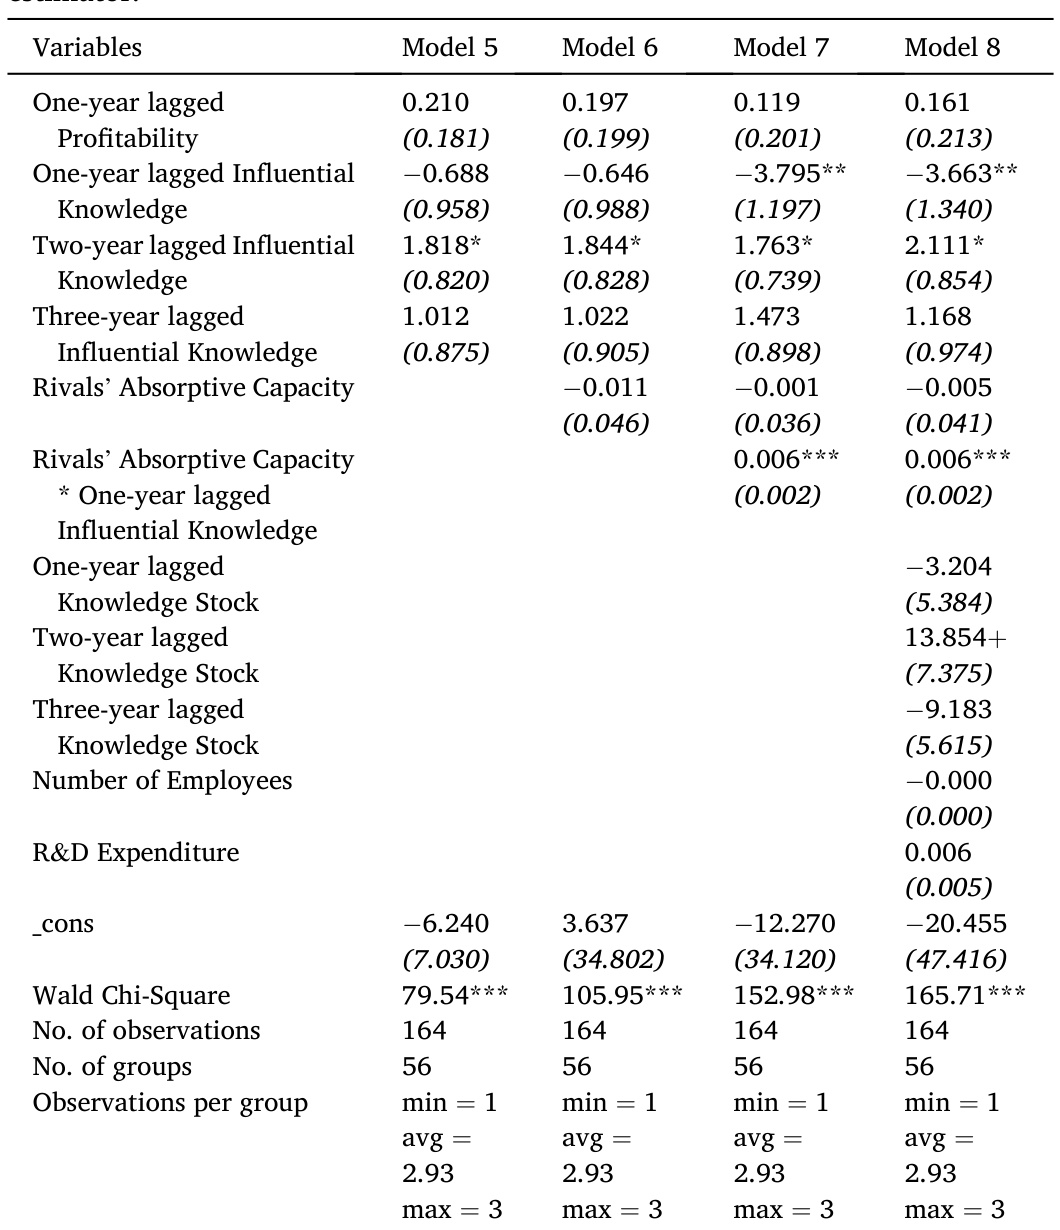 Variables Model 5 Model 6 Model 7 Model 8
One-year lagged 0.210 0.197 0.119 0.161
Profitability (0.181) (0.199) (0.201) (0.213)
One-year lagged Influential −0.688 −0.646 −3.795** −3.663**
Knowledge (0.958) (0.988) (1.197) (1.340)
Two-year lagged Influential 1.818* 1.844* 1.763* 2.111*
Knowledge (0.820) (0.828) (0.739) (0.854)
Three-year lagged 1.012 1.022 1.473 1.168
Influential Knowledge (0.875) (0.905) (0.898) (0.974)
Rivals’ Absorptive Capacity −0.011 −0.001 −0.005
(0.046) (0.036) (0.041)
Rivals’ Absorptive Capacity 0.006*** 0.006***
* One-year lagged (0.002) (0.002)
Influential Knowledge
One-year lagged −3.204
Knowledge Stock (5.384)
Two-year lagged 13.854+
Knowledge Stock (7.375)
Three-year lagged −9.183
Knowledge Stock (5.615)
Number of Employees −0.000
(0.000)
R&D Expenditure 0.006
(0.005)
_cons −6.240 3.637 −12.270 −20.455
(7.030) (34.802) (34.120) (47.416)
Wald Chi-Square 79.54*** 105.95*** 152.98*** 165.71***
No. of observations 164 164 164 164
No. of groups 56 56 56 56
Observations per group min = 1 min = 1 min = 1 min = 1
avg = avg = avg = avg =
2.93 2.93 2.93 2.93
max = 3 max = 3 max = 3 max = 3